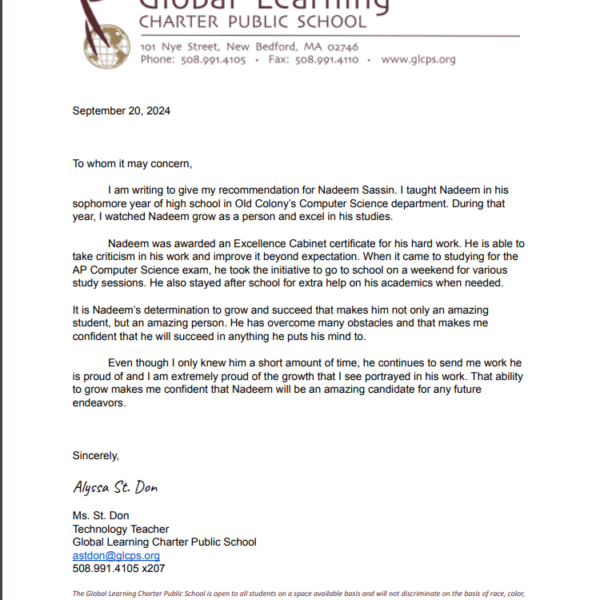 Global Learning
CHARTER PUBLIC SCHOOL
101 Nye Street, New Bedford, MA 02746
Phone: 508.991.4105 • Fax: 508.991.4110 • www.glcps.org
September 20, 2024
To whom it may concern,
I am writing to give my recommendation for Nadeem Sassin. I taught Nadeem in his
sophomore year of high school in Old Colony's Computer Science department. During that
year, I watched Nadeem grow as a person and excel in his studies.
Nadeem was awarded an Excellence Cabinet certificate for his hard work. He is able to
take criticism in his work and improve it beyond expectation. When it came to studying for the
AP Computer Science exam, he took the initiative to go to school on a weekend for various
study sessions. He also stayed after school for extra help on his academics when needed.
It is Nadeem's determination to grow and succeed that makes him not only an amazing
student, but an amazing person. He has overcome many obstacles and that makes me
confident that he will succeed in anything he puts his mind to.
Even though I only knew him a short amount of time, he continues to send me work he
is proud of and I am extremely proud of the growth that I see portrayed in his work. That ability
to grow makes me confident that Nadeem will be an amazing candidate for any future
endeavors.
Sincerely,
Alyssa St. Don
Ms. St. Don
Technology Teacher
Global Learning Charter Public School
astdon@glcps.org
508.991.4105 x207
The Global Learning Charter Public School is open to all students on a space available basis and will not discriminate on the basis of race, color,